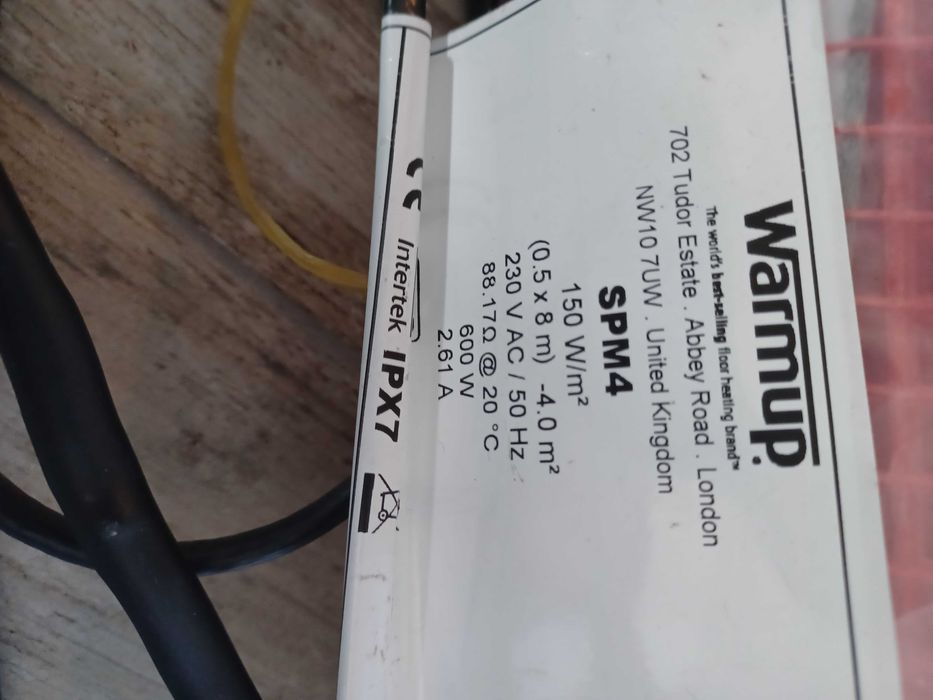 Warmup.
The world's best-selling floor heating brand™
702 Tudor Estate . Abbey Road . London
NW10 7UW . United Kingdom
SPM4
150 W/m²
(0.5 x 8 m) -4.0 m²
230 V AC / 50 Hz
88.17Ω @ 20 °C
600 W
2.61 A
Intertek IPX7